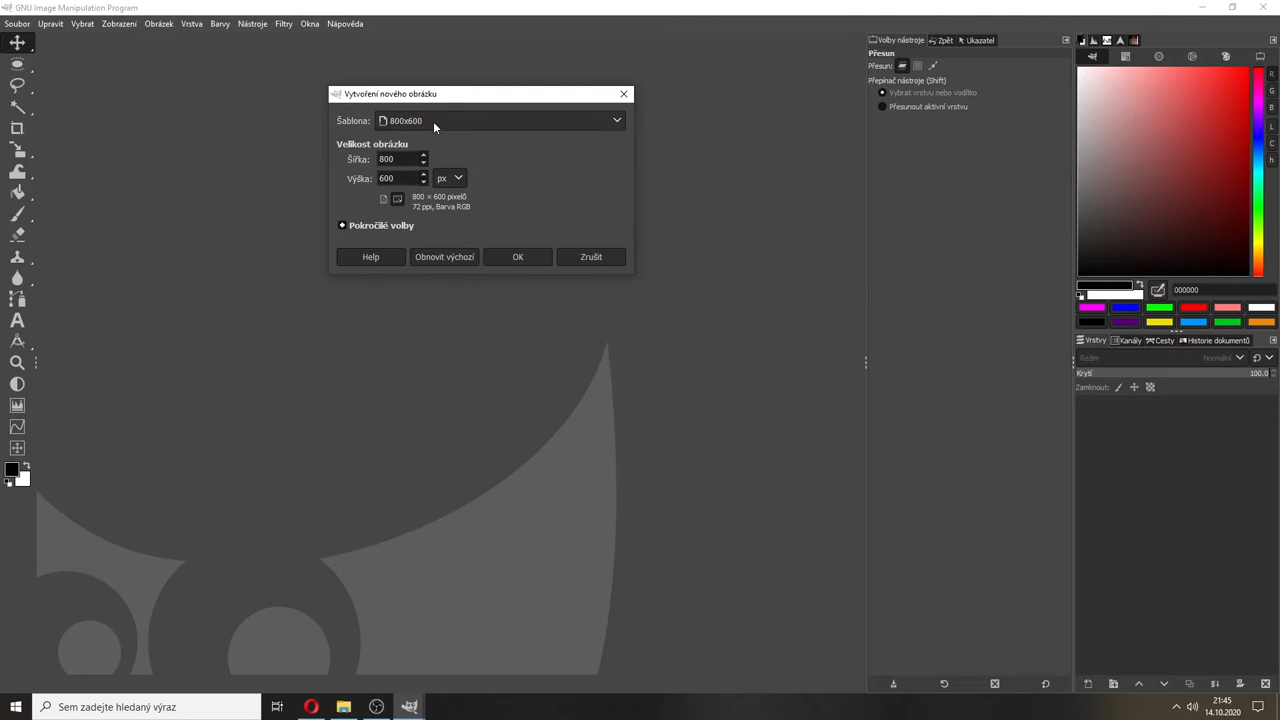 GNU Image Manipulation Program
Soubor Upravit Vybrat Zobrazení Obrázek Vrstva Barvy Nástroje Filtry Okna Nápověda
Volby nástroje Zpět Ukazatel
Přesun
Přesun:
Přepínač nástroje (Shift)
Vybrat vrstvu nebo vodítko
Přesunout aktivní vrstvu
Vytvoření nového obrázku
Šablona: 800x600
Velikost obrázku
Šířka: 800
Výška: 600 px
800 × 600 pixelů
72 ppi, Barva RGB
Pokročilé volby
Help Obnovit výchozí OK Zrušit
R
G
B
L
C
h
000000
Vrstvy Kanály Cesty Historie dokumentů
Režim Normální
Krytí 100.0
Zamknout:
Sem zadejte hledaný výraz
21:45
14.10.2020